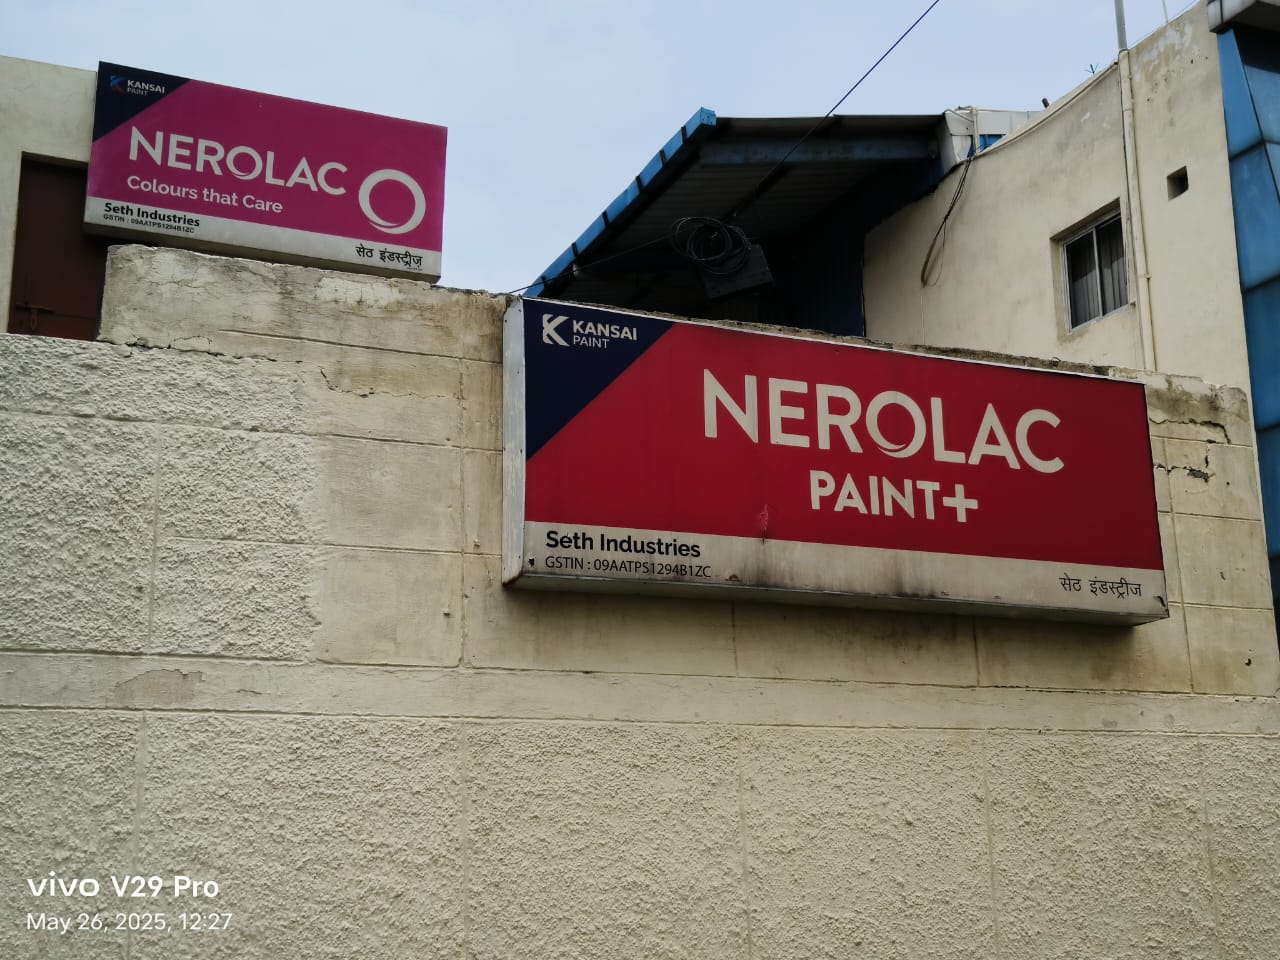 KANSAI
PAINT
NEROLAC
Colours that Care
Seth Industries
GSTIN : 09AATPS1294B1ZC
सेठ इंडस्ट्रीज़
KANSAI
PAINT
NEROLAC
PAINT+
Seth Industries
GSTIN : 09AATPS1294B1ZC
सेठ इंडस्ट्रीज
vivo V29 Pro
May 26, 2025, 12:27